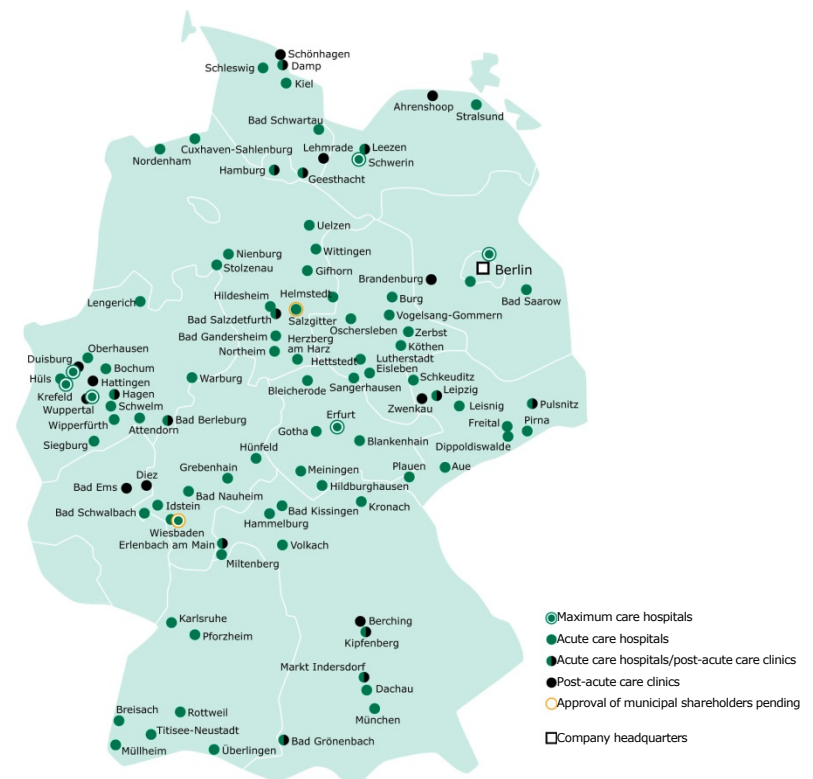 Schönhagen
Damp
Schleswig
Kiel
Ahrenshoop
Stralsund
Bad Schwartau
Cuxhaven-Sahlenburg
Lehmrade
Leezen
Nordenham
Schwerin
Hamburg
Geesthacht
Uelzen
Nienburg
Wittingen
Stolzenau
Gifhorn
Berlin
Brandenburg
Hildesheim
Helmstedt
Lengerich
Burg
Bad Saarow
Bad Salzdetfurth
Salzgitter
Vogelsang-Gommern
Oschersleben
Bad Gandersheim
Herzberg
am Harz
Zerbst
Northeim
Köthen
Oberhausen
Hettstedt
Lutherstadt
Eisleben
Duisburg
Bochum
Hüls
Hattingen
Warburg
Bleicherode
Sangerhausen
Schkeuditz
Leipzig
Krefeld
Hagen
Zwenkau
Leisnig
Pulsnitz
Wuppertal
Schwelm
Erfurt
Wipperfürth
Attendorn
Bad Berleburg
Freital
Pirna
Siegburg
Gotha
Blankenhain
Dippoldiswalde
Hünfeld
Grebenhain
Meiningen
Plauen
Aue
Diez
Bad Ems
Bad Nauheim
Hildburghausen
Idstein
Bad Schwalbach
Bad Kissingen
Kronach
Hammelburg
Wiesbaden
Erlenbach am Main
Volkach
Miltenberg
Karlsruhe
Berching
Pforzheim
Kipfenberg
Markt Indersdorf
Dachau
Breisach
Rottweil
München
Titisee-Neustadt
Müllheim
Überlingen
Bad Grönenbach
Maximum care hospitals
Acute care hospitals
Acute care hospitals/post-acute care clinics
Post-acute care clinics
Approval of municipal shareholders pending
Company headquarters